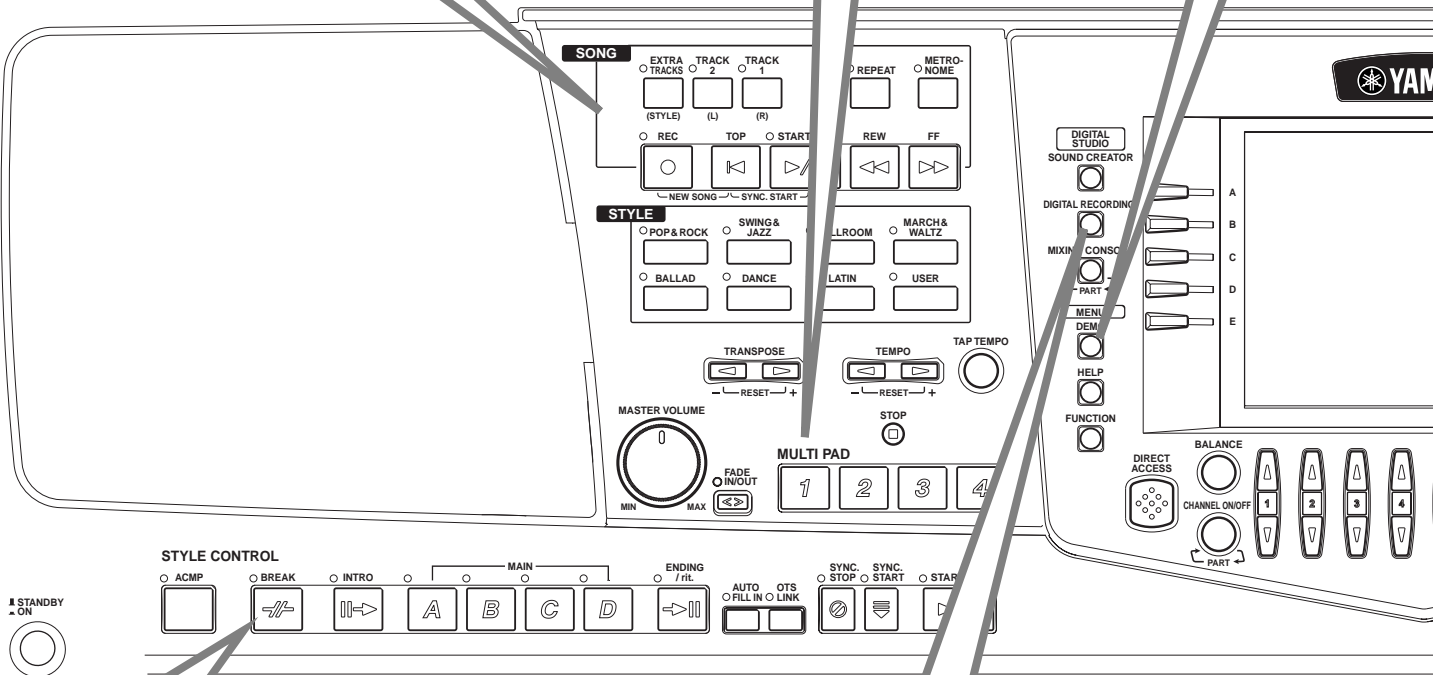 SONG
EXTRA TRACKS
TRACK 2
TRACK 1
REPEAT
METRO-NOME
(STYLE) (L) (R)
REC TOP START REW FF
NEW SONG SYNC. START
STYLE
POP & ROCK
SWING & JAZZ
MARCH & WALTZ
BALLAD DANCE LATIN USER
TRANSPOSE
– RESET +
TEMPO
– RESET +
TAP TEMPO
MASTER VOLUME
MIN MAX
FADE IN/OUT
STOP
MULTI PAD
1 2 3 4
DIGITAL STUDIO
SOUND CREATOR
DIGITAL RECORDING
PART
MENU
HELP
FUNCTION
A
B
C
D
E
DIRECT ACCESS
BALANCE
CHANNEL ON/OFF
PART
1 2 3 4
STYLE CONTROL
ACMP
BREAK
INTRO
MAIN
A B C D
ENDING / rit.
AUTO FILL IN
OTS LINK
SYNC. STOP
SYNC. START
STANDBY
ON